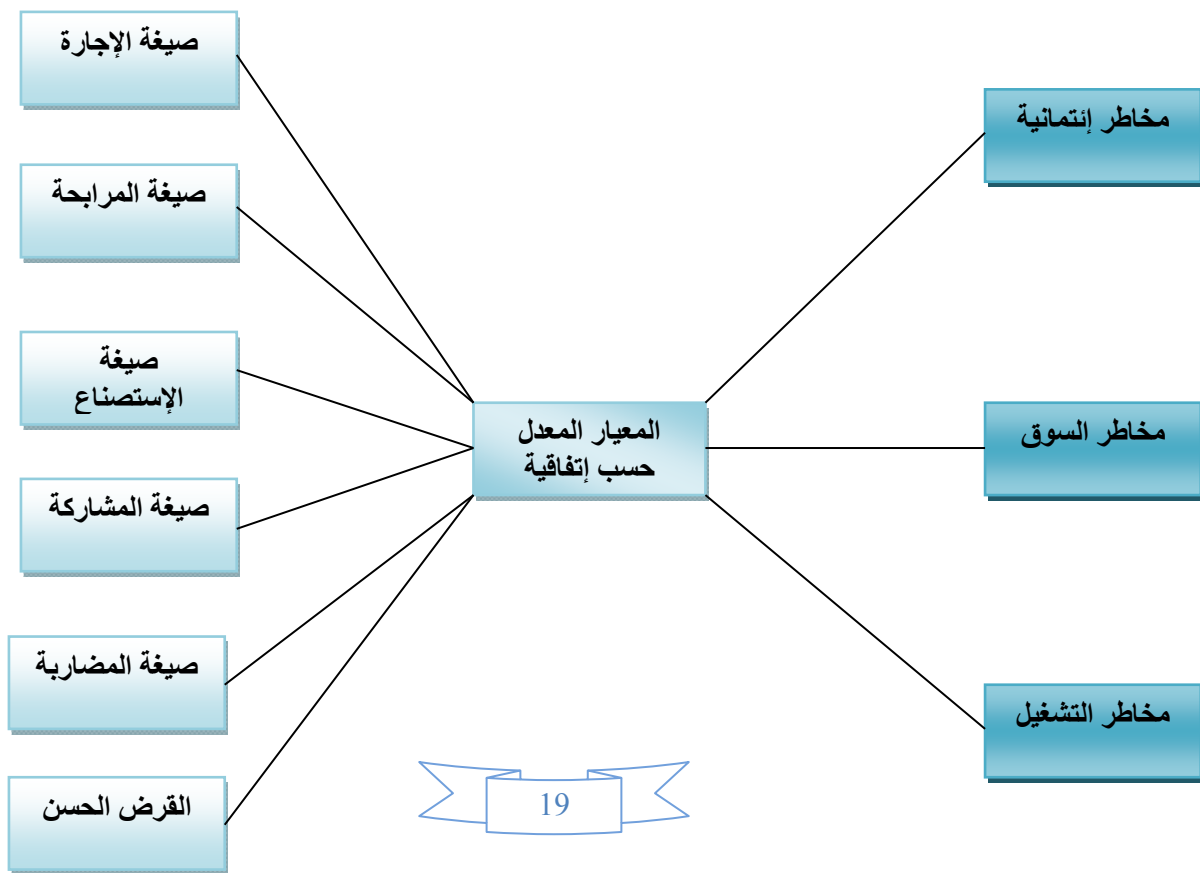 مخاطر إئتمانية
مخاطر السوق
مخاطر التشغيل
المعيار المعدل
حسب إتفاقية
صيغة الإجارة
صيغة المرابحة
صيغة
الإستصناع
صيغة المشاركة
صيغة المضاربة
القرض الحسن
19